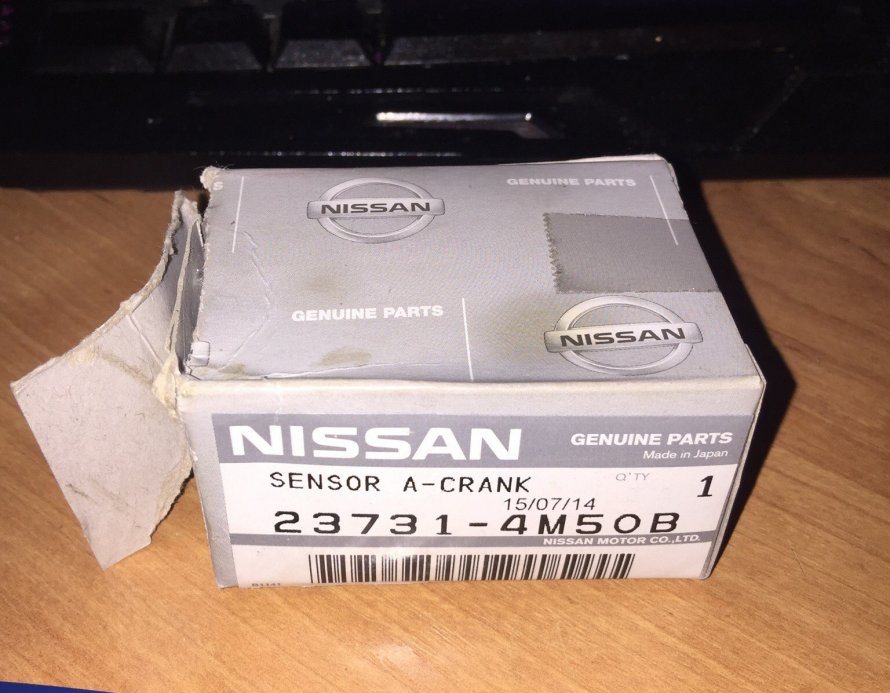 S
NISSAN
GENUINE PARTS
GENUINE PARTS
NISSAN
NISSAN
GENUINE PARTS
Made in Japan
SENSOR A-CRANK
Q'TY
1
15/07/14
23731-4M50B
NISSAN MOTOR CO.,LTD.